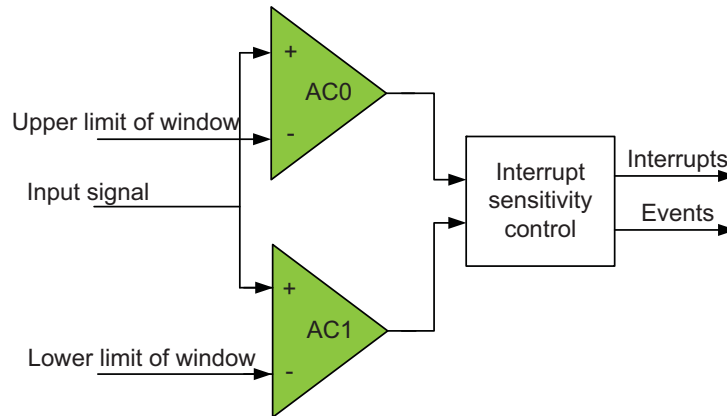 +
AC0
Upper limit of window
-
Input signal
Interrupt
sensitivity
control
Interrupts
Events
+
AC1
Lower limit of window
-